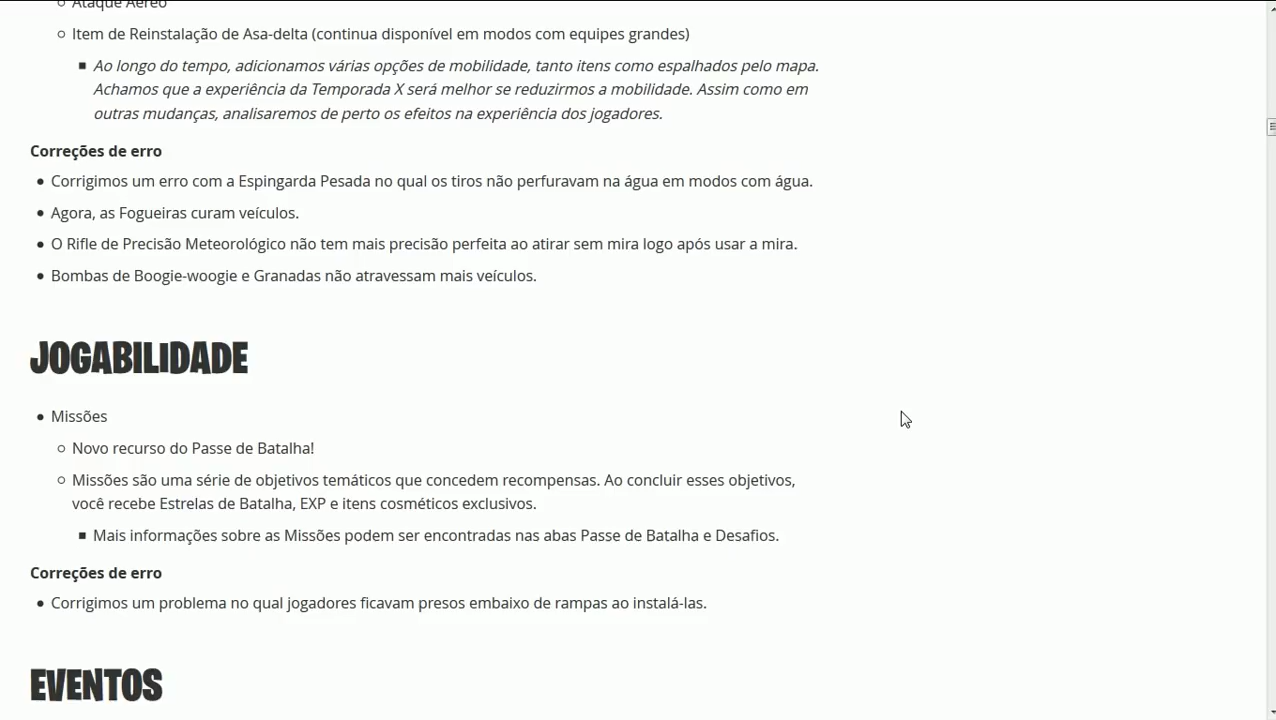 Ataque Aéreo
Item de Reinstalação de Asa-delta (continua disponível em modos com equipes grandes)
Ao longo do tempo, adicionamos várias opções de mobilidade, tanto itens como espalhados pelo mapa.
Achamos que a experiência da Temporada X será melhor se reduzirmos a mobilidade. Assim como em
outras mudanças, analisaremos de perto os efeitos na experiência dos jogadores.
Correções de erro
Corrigimos um erro com a Espingarda Pesada no qual os tiros não perfuravam na água em modos com água.
Agora, as Fogueiras curam veículos.
O Rifle de Precisão Meteorológico não tem mais precisão perfeita ao atirar sem mira logo após usar a mira.
Bombas de Boogie-woogie e Granadas não atravessam mais veículos.
JOGABILIDADE
Missões
Novo recurso do Passe de Batalha!
Missões são uma série de objetivos temáticos que concedem recompensas. Ao concluir esses objetivos,
você recebe Estrelas de Batalha, EXP e itens cosméticos exclusivos.
Mais informações sobre as Missões podem ser encontradas nas abas Passe de Batalha e Desafios.
Correções de erro
Corrigimos um problema no qual jogadores ficavam presos embaixo de rampas ao instalá-las.
EVENTOS